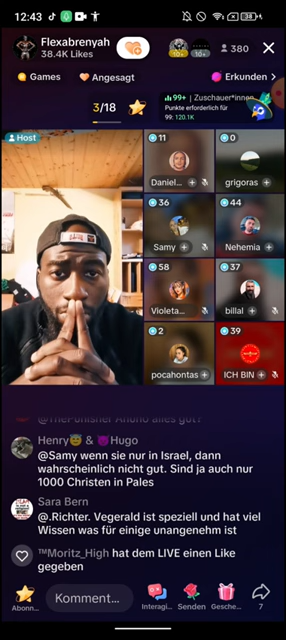 12:43
38
Flexabrenyah
38.4K Likes
380
Games
Angesagt
Erkunden >
3/18
99+ | Zuschauer*innen
Punkte erforderlich für
99: 120.1K
Host
11
Daniel...
0
grigoras
36
Samy
44
Nehemia
58
Violeta...
37
billal
2
pocahontas
39
ICH BIN
Henry😇 & 😈Hugo
@Samy wenn sie nur in Israel, dann
wahrscheinlich nicht gut. Sind ja auch nur
1000 Christen in Pales
Sara Bern
@.Richter. Vegerald ist speziell und hat viel
Wissen was für einige unangenehm ist
™Moritz_High hat dem LIVE einen Like
gegeben
Abonn...
Komment...
Interagi...
Senden
Gesche...
7